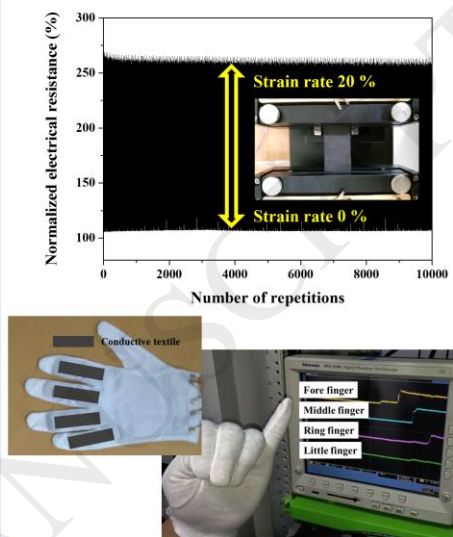 300
250
200
150
100
Normalized electrical resistance (%)
Strain rate 20 %
Strain rate 0 %
0
2000
4000
6000
8000
10000
Number of repetitions
Conductive textile
Tektronix
Fore finger
Middle finger
Ring finger
Little finger